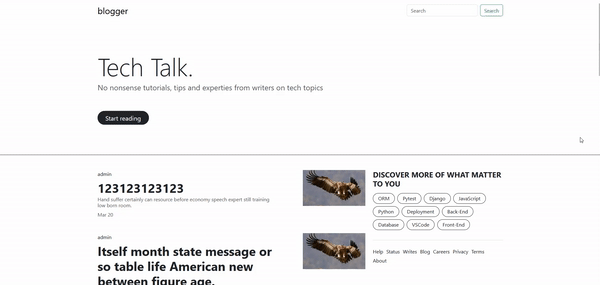 blogger
Search
Search
Tech Talk.
No nonsense tutorials, tips and experties from writers on tech topics
Start reading
admin
123123123123
Hand suffer certainly can resource before economy speech expert still training
low born room.
Mar 20
admin
Itself month state message or
so table life American new
between figure age.
DISCOVER MORE OF WHAT MATTER
TO YOU
ORM Pytest Django JavaScript
Python Deployment Back-End
Database VSCode Front-End
Help Status Writes Blog Careers Privacy Terms
About